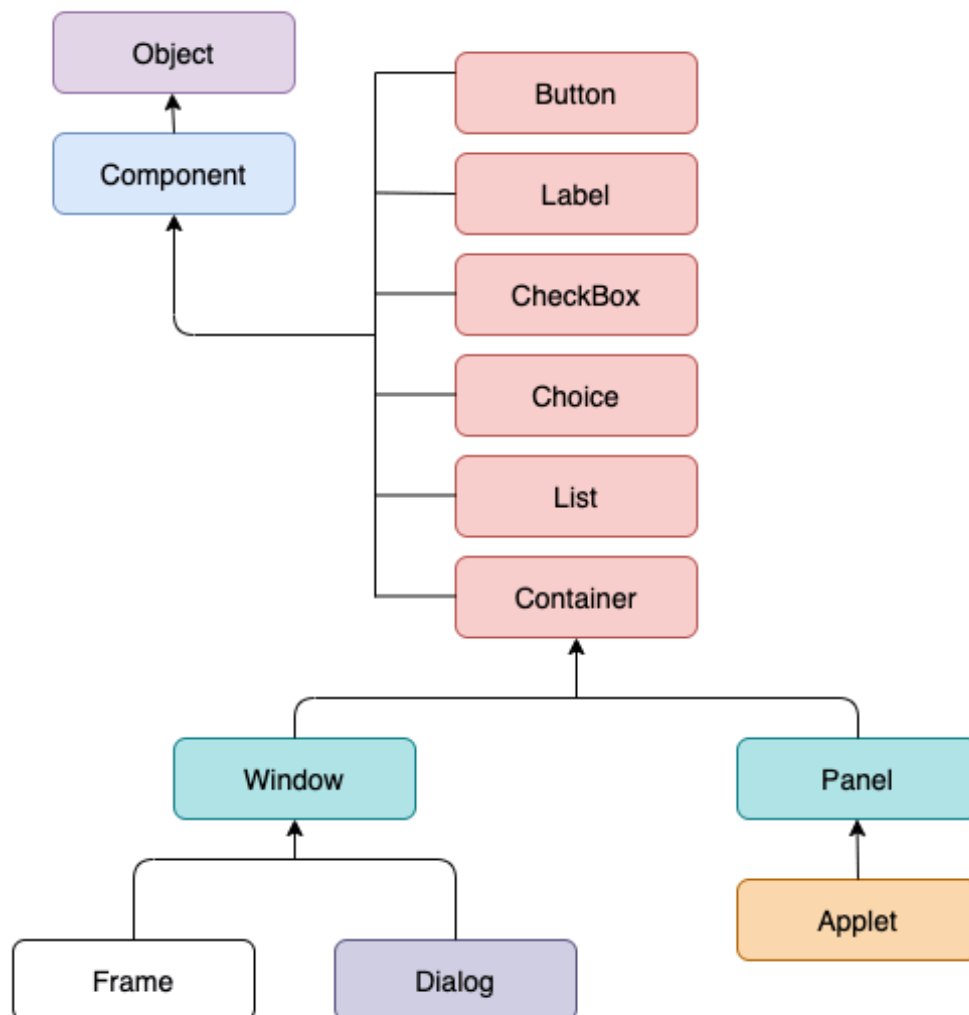 Object
Component
Button
Label
CheckBox
Choice
List
Container
Window
Panel
Frame
Dialog
Applet